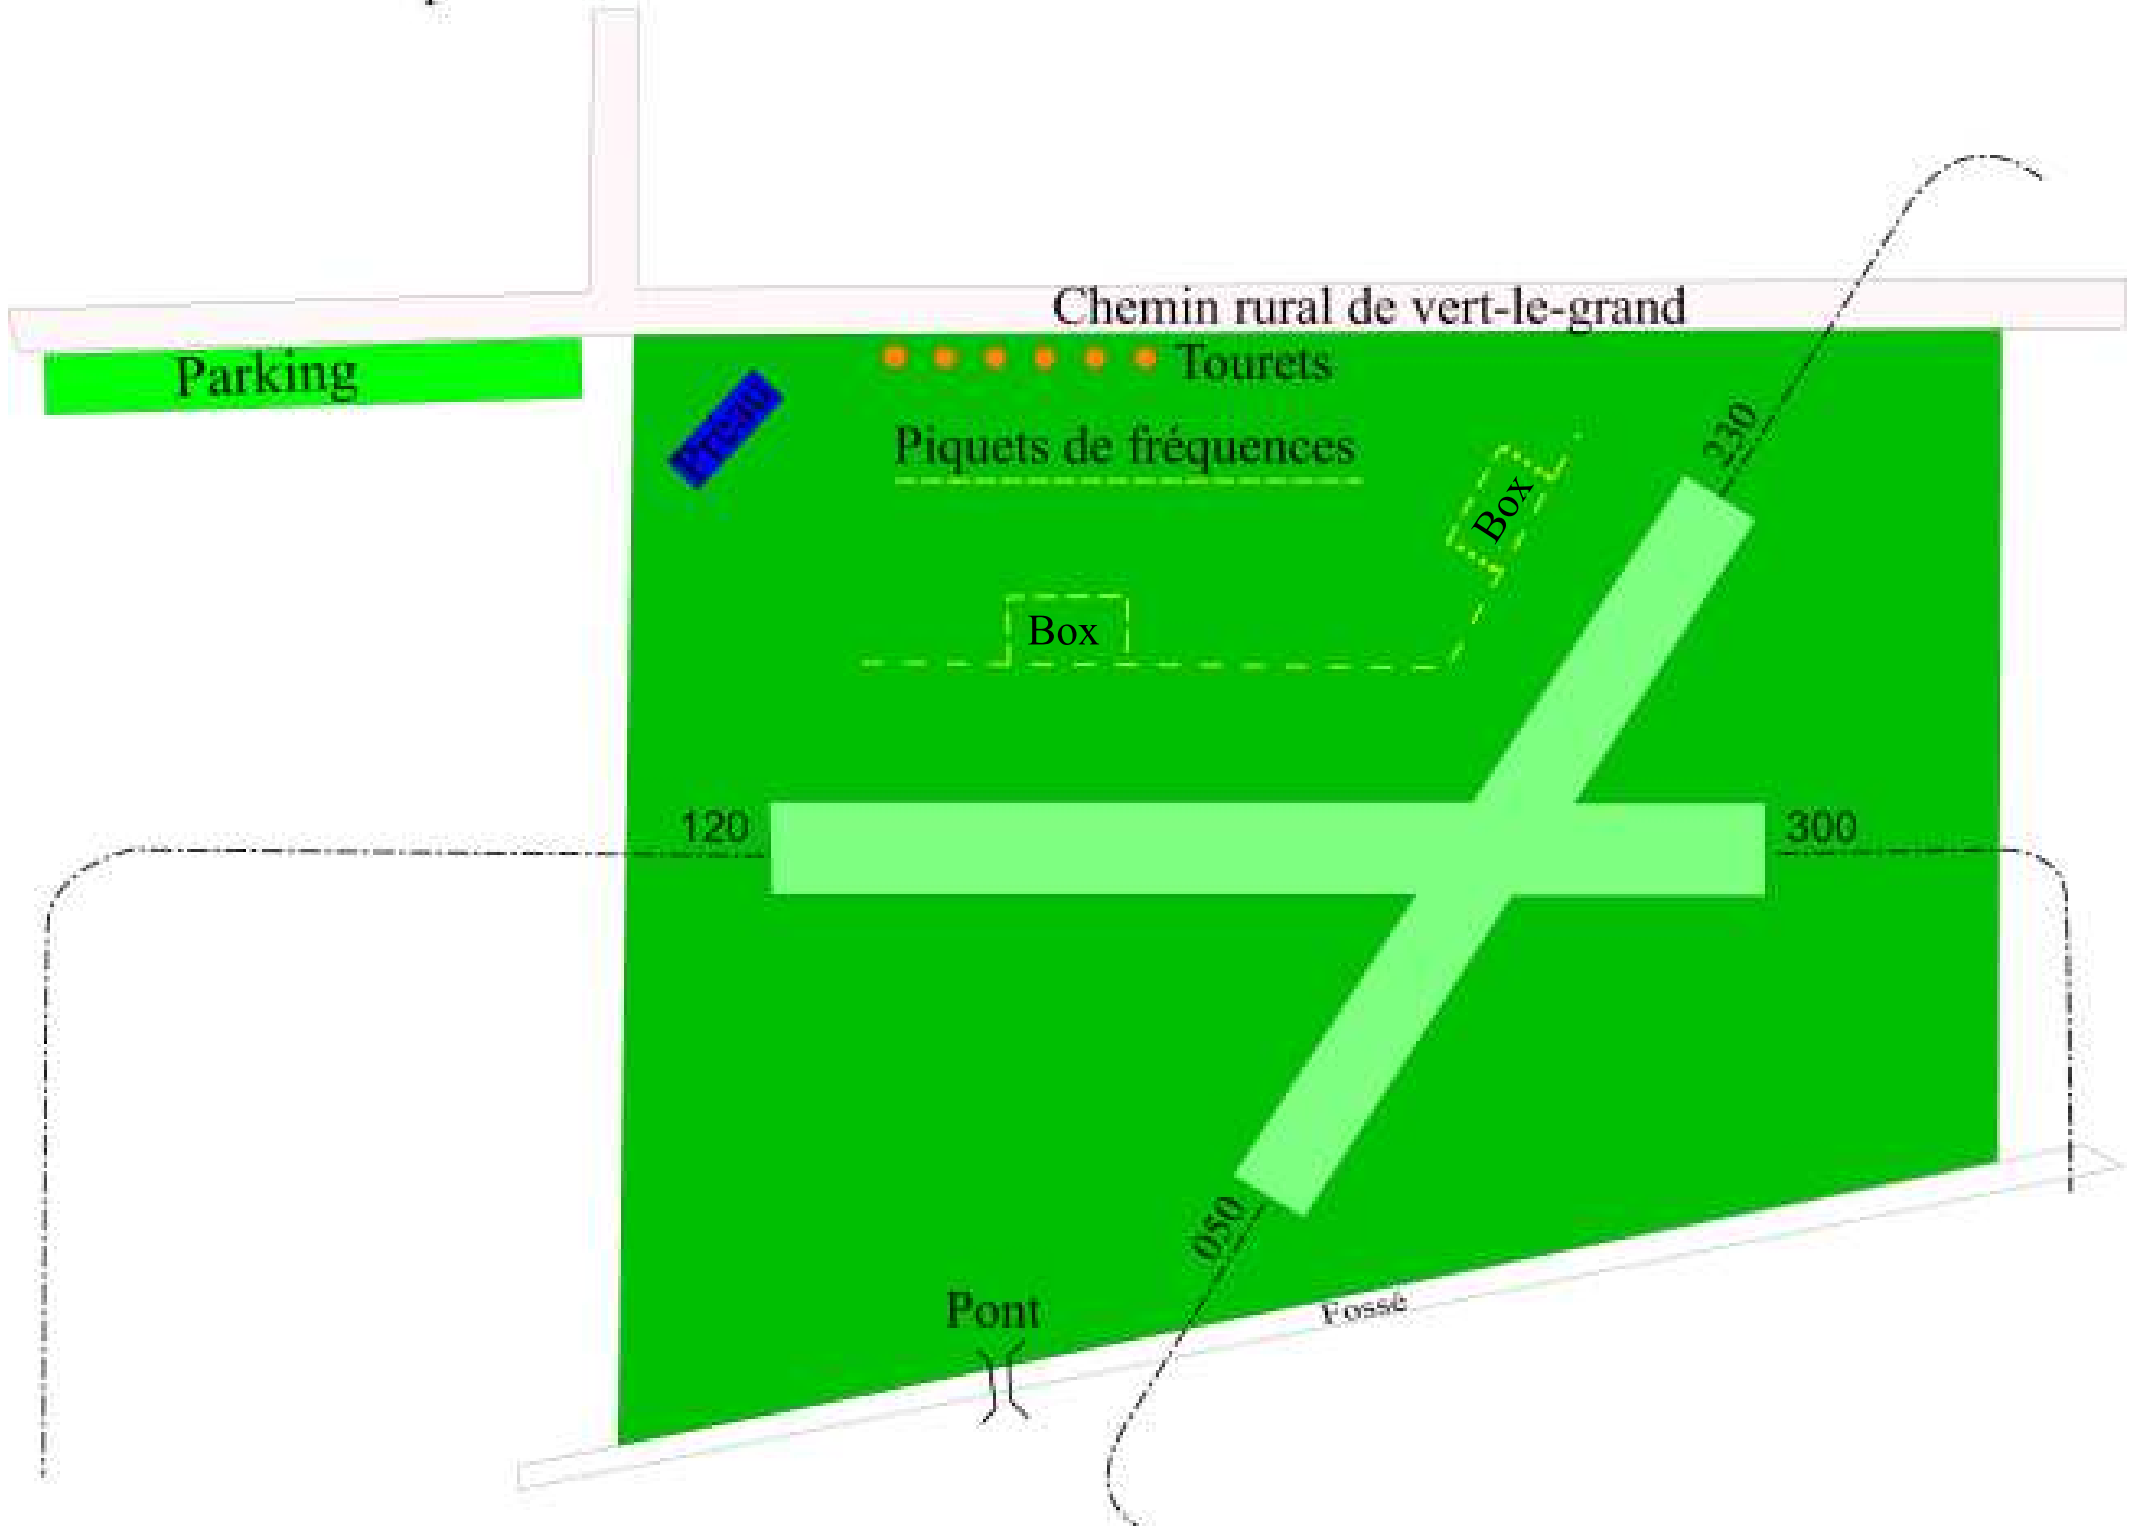 Chemin rural de vert-le-grand
Parking
Tourets
Préau
Piquets de fréquences
230
Box
Box
120
300
050
Pont
Fossé